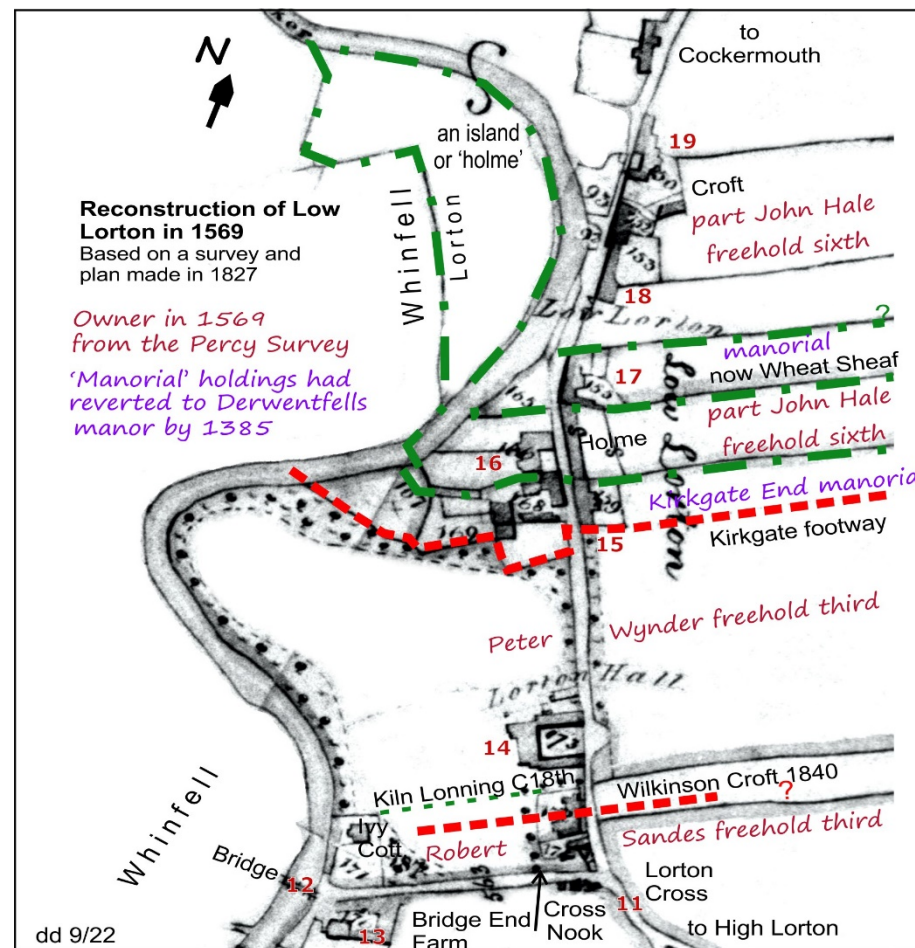 ker
to
Cockermouth
N
an island
or 'holme'
19
Croft
part John Hale
freehold sixth
Reconstruction of Low
Lorton in 1569
Based on a survey and
plan made in 1827
Whinfell
Lorton
18
Low Lorton
?
Owner in 1569
from the Percy Survey
'Manorial' holdings had
reverted to Derwentfells
manor by 1385
manorial
17
now Wheat Sheaf
part John Hale
freehold sixth
Holme
16
Low Lorton
Kirkgate End manorial
15
Kirkgate footway
Peter
Wynder freehold third
Lorton Hall
14
173
Kiln Lonning C18th
Wilkinson Croft 1840
?
Ivy
Cott
Robert
Sandes freehold third
Whinfell
Bridge
12
Lorton
Cross
11
13
Bridge End
Farm
Cross
Nook
to High Lorton
dd 9/22